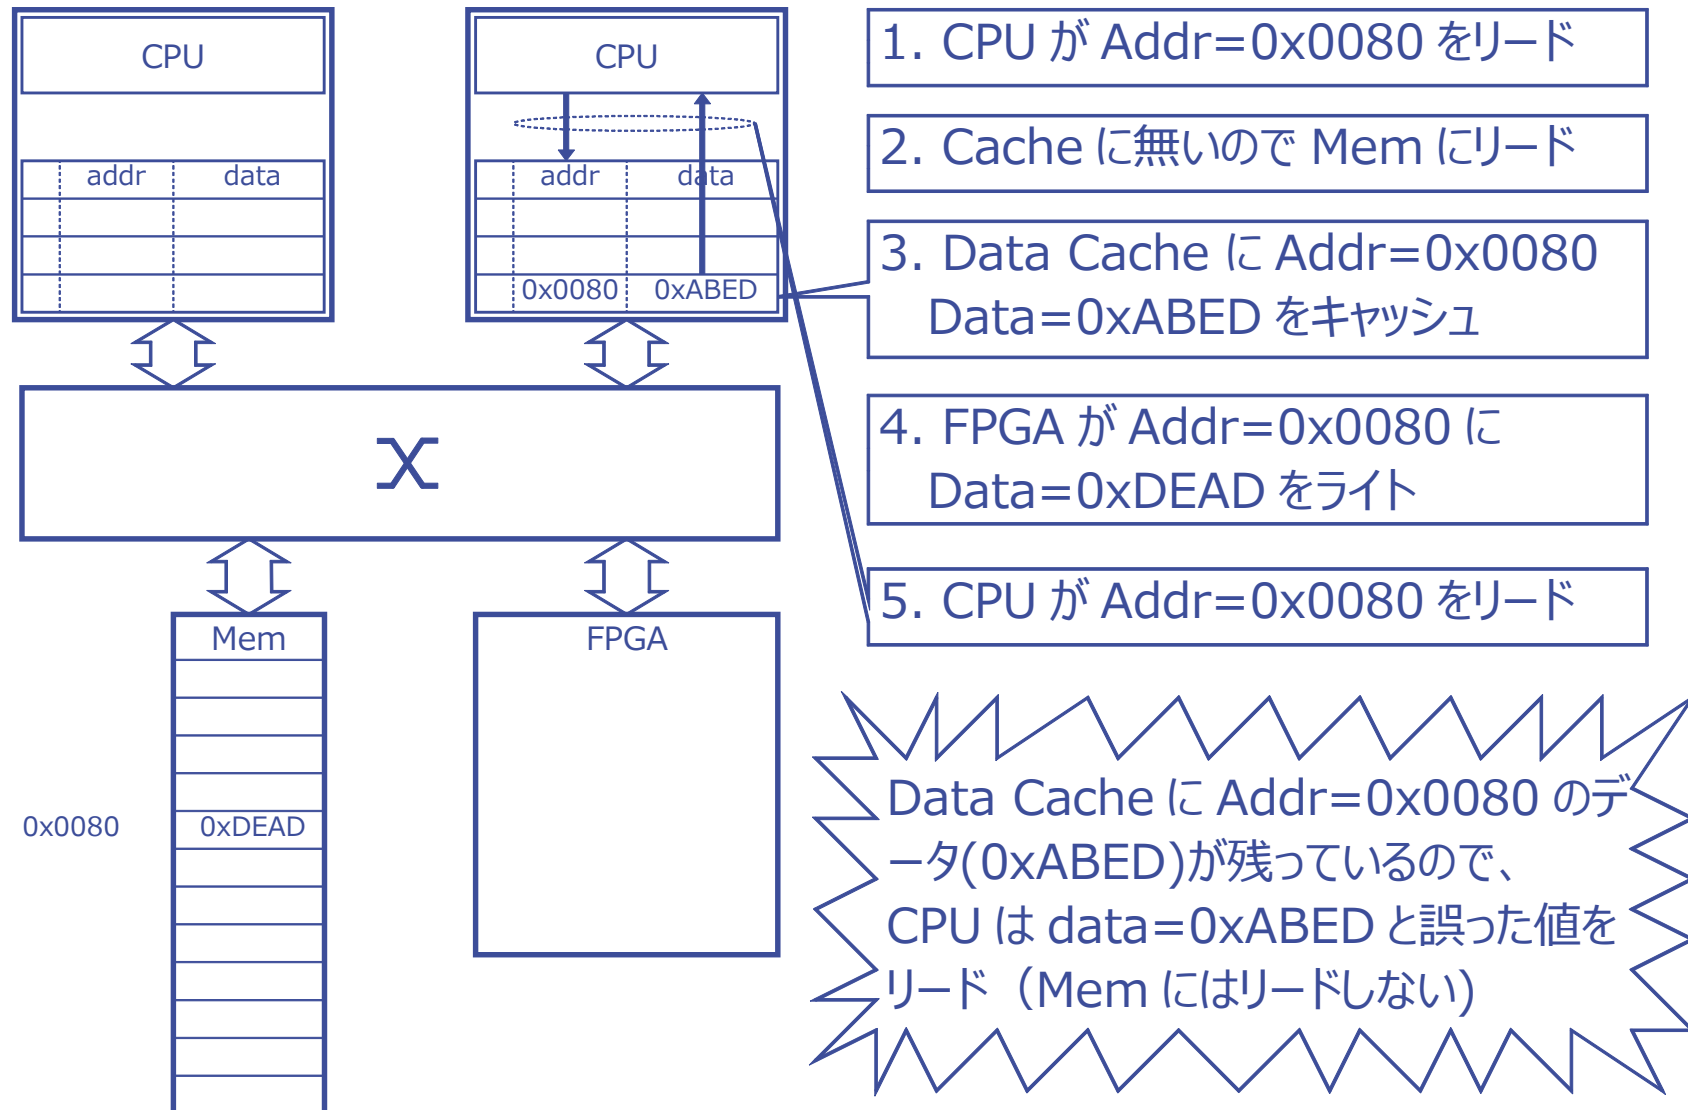 CPU
addr data
CPU
addr data
0x0080 0xABED
Mem
0x0080 0xDEAD
FPGA
1. CPU が Addr=0x0080 をリード
2. Cache に無いので Mem にリード
3. Data Cache に Addr=0x0080
Data=0xABED をキャッシュ
4. FPGA が Addr=0x0080 に
Data=0xDEAD をライト
5. CPU が Addr=0x0080 をリード
Data Cache に Addr=0x0080 のデ
ータ(0xABED)が残っているので、
CPU は data=0xABED と誤った値を
リード（Mem にはリードしない)